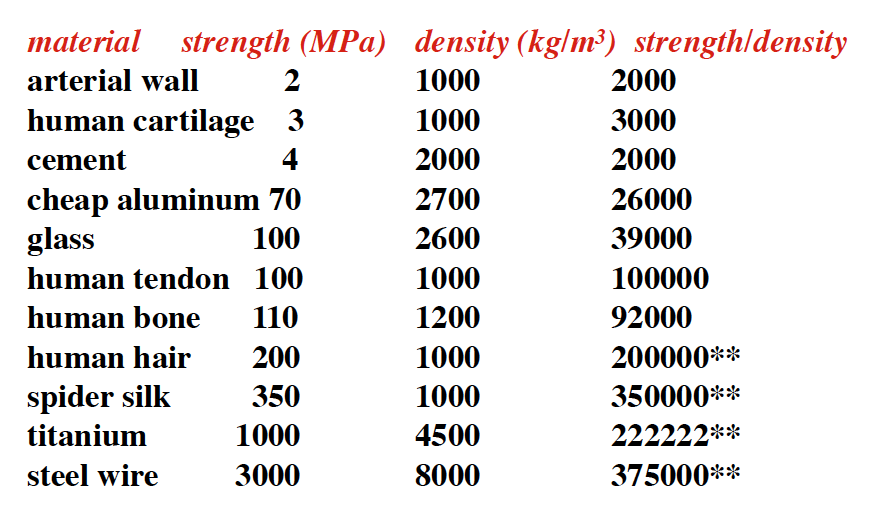 material strength (MPa) density (kg/m³) strength/density
arterial wall 2 1000 2000
human cartilage 3 1000 3000
cement 4 2000 2000
cheap aluminum 70 2700 26000
glass 100 2600 39000
human tendon 100 1000 100000
human bone 110 1200 92000
human hair 200 1000 200000**
spider silk 350 1000 350000**
titanium 1000 4500 222222**
steel wire 3000 8000 375000**